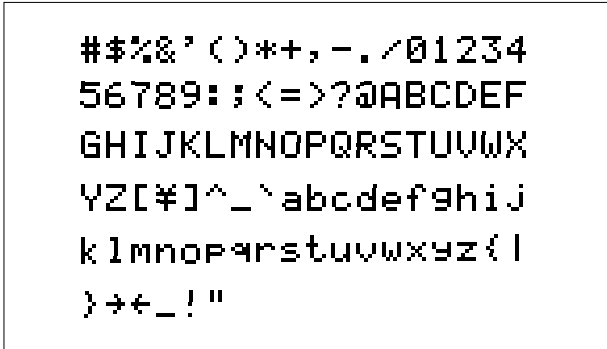 #$%&'()*+,-./01234
56789:;<=>?@ABCDEF
GHIJKLMNOPQRSTUVWX
YZ[¥]^_`abcdefghij
klmnopqrstuvwxyz{|
}→←_!"